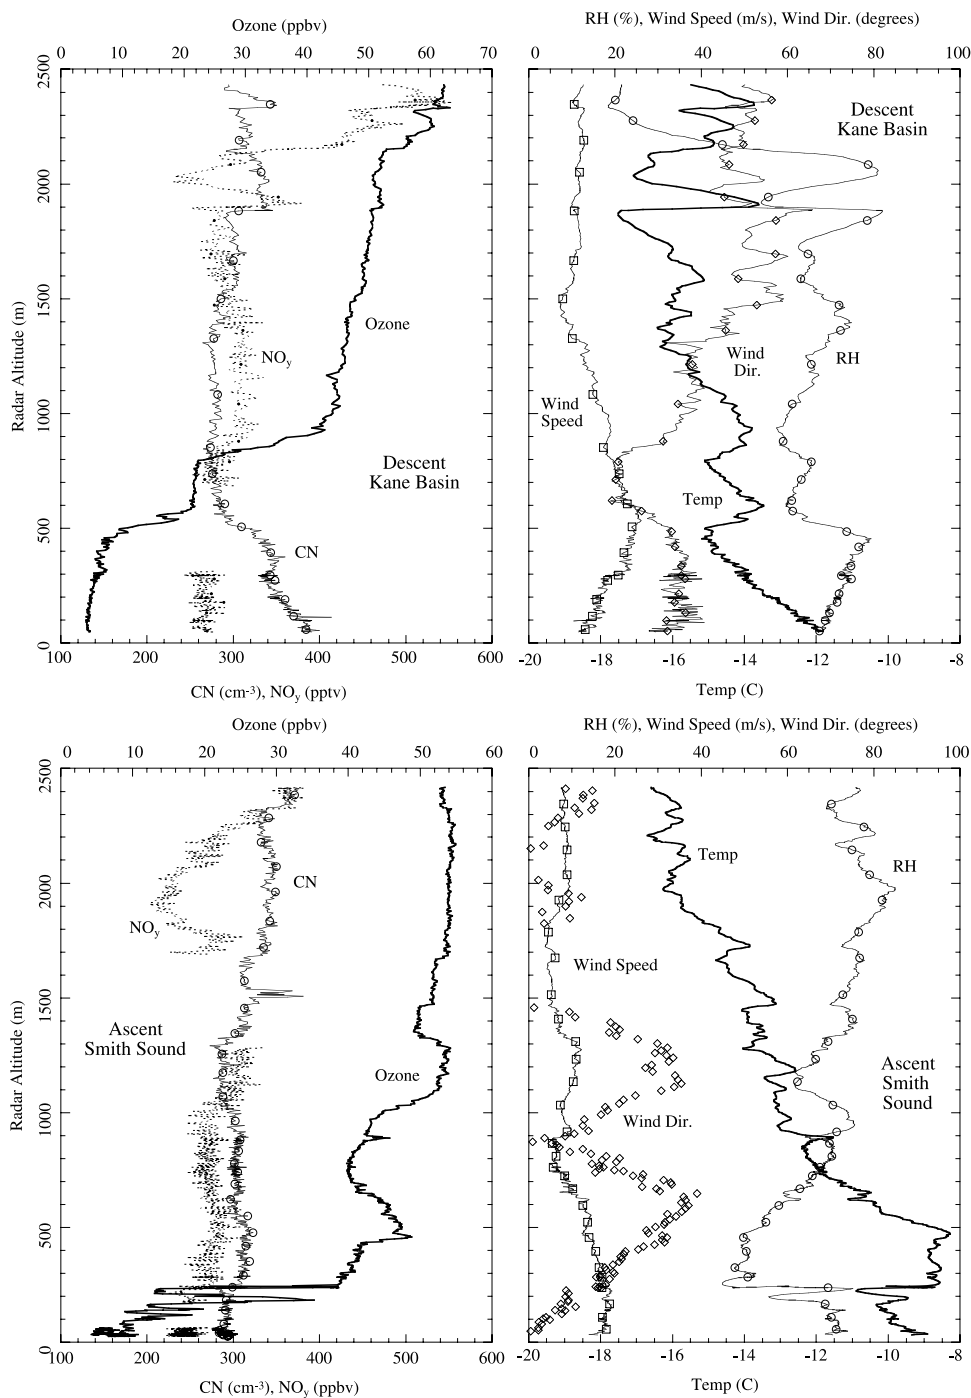 Ozone (ppbv)
0 10 20 30 40 50 60 70
2500
2000
1500
1000
500
0
Radar Altitude (m)
Ozone
NOy
CN
Descent
Kane Basin
100 200 300 400 500 600
CN (cm-3), NOy (pptv)
RH (%), Wind Speed (m/s), Wind Dir. (degrees)
0 20 40 60 80 100
Descent
Kane Basin
Wind
Dir.
RH
Wind
Speed
Temp
-20 -18 -16 -14 -12 -10 -8
Temp (C)
Ozone (ppbv)
0 10 20 30 40 50 60
2500
2000
1500
1000
500
0
Radar Altitude (m)
CN
NOy
Ascent
Smith Sound
Ozone
100 200 300 400 500 600
CN (cm-3), NOy (ppbv)
RH (%), Wind Speed (m/s), Wind Dir. (degrees)
0 20 40 60 80 100
Temp
RH
Wind Speed
Ascent
Smith
Sound
Wind Dir.
-20 -18 -16 -14 -12 -10 -8
Temp (C)